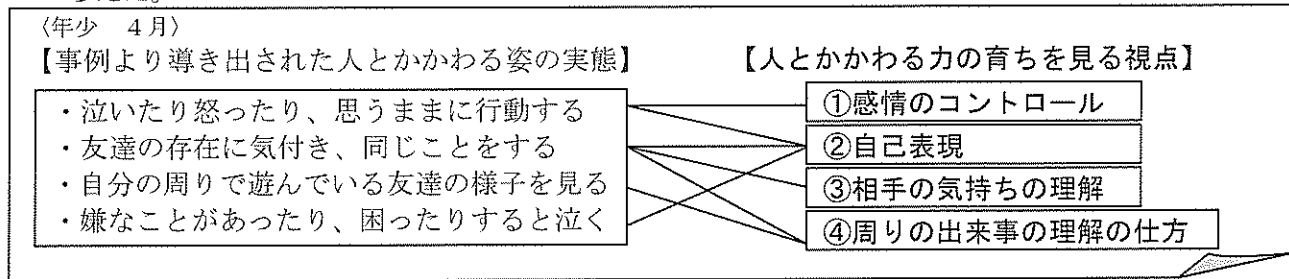 〈年少　４月〉
【事例より導き出された人とかかわる姿の実態】　【人とかかわる力の育ちを見る視点】
・泣いたり怒ったり、思うままに行動する
・友達の存在に気付き、同じことをする
・自分の周りで遊んでいる友達の様子を見る
・嫌なことがあったり、困ったりすると泣く
①感情のコントロール
②自己表現
③相手の気持ちの理解
④周りの出来事の理解の仕方